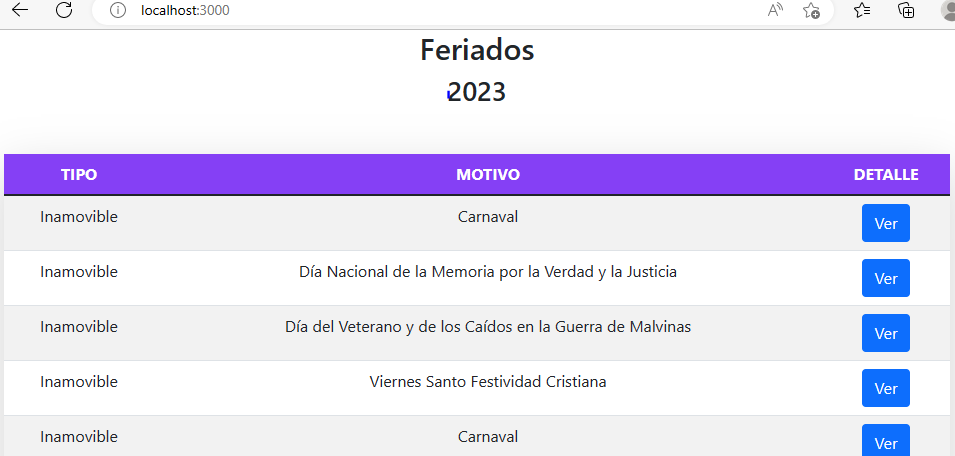 localhost:3000
Feriados
2023
TIPO MOTIVO DETALLE
Inamovible Carnaval Ver
Inamovible Día Nacional de la Memoria por la Verdad y la Justicia Ver
Inamovible Día del Veterano y de los Caídos en la Guerra de Malvinas Ver
Inamovible Viernes Santo Festividad Cristiana Ver
Inamovible Carnaval Ver